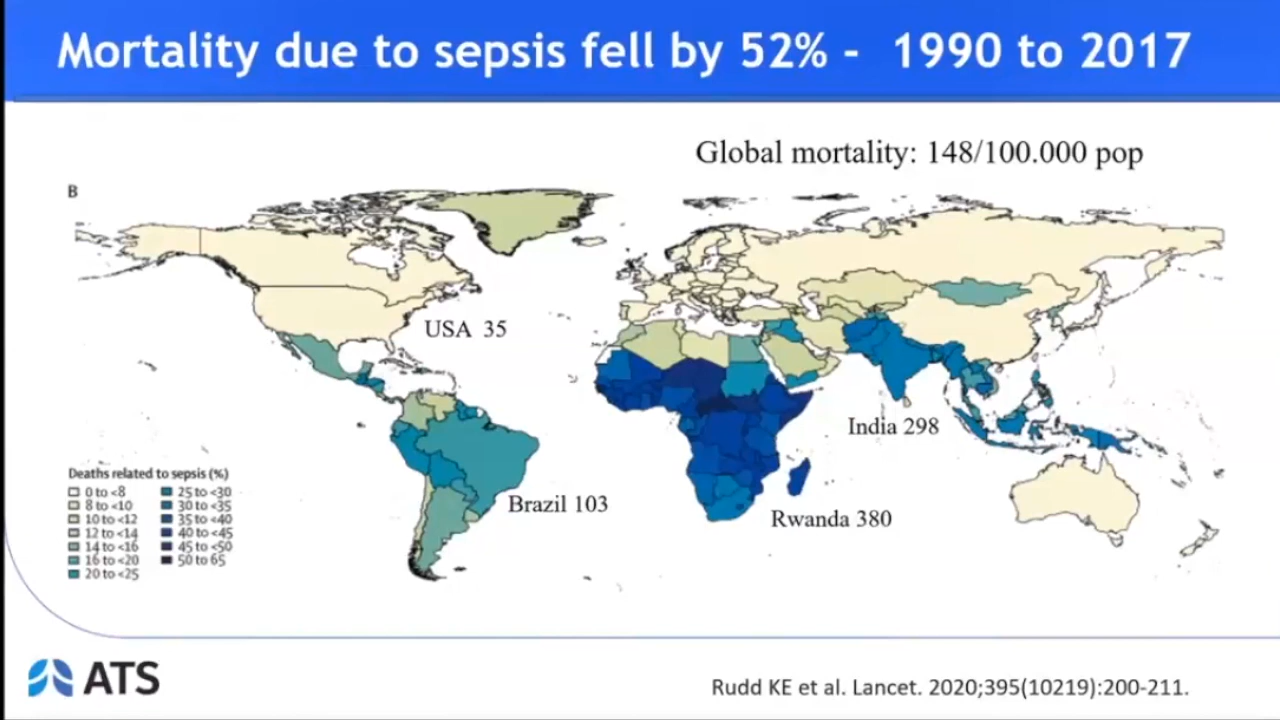 Mortality due to sepsis fell by 52% - 1990 to 2017
Global mortality: 148/100.000 pop
B
USA 35
India 298
Brazil 103
Rwanda 380
Deaths related to sepsis (%)
0 to <8
8 to <10
10 to <12
12 to <14
14 to <16
16 to <20
20 to <25
25 to <30
30 to <35
35 to <40
40 to <45
45 to <50
50 to 65
ATS
Rudd KE et al. Lancet. 2020;395(10219):200-211.